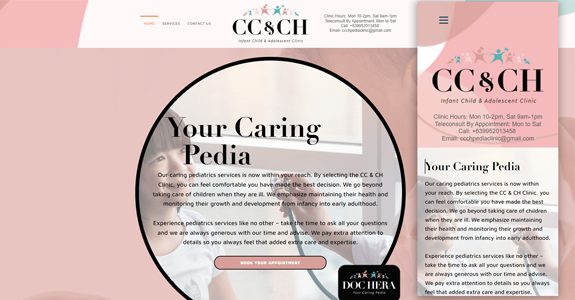 HOME SERVICES CONTACT US
CC&CH
Infant Child & Adolescent Clinic
Clinic Hours: Mon 10-2pm, Sat 9am-1pm
Teleconsult By Appointment: Mon to Sat
Call: +639952013458
Email: ccchpediaclinic@gmail.com
Your Caring
Pedia
Our caring pediatrics services is now within your reach. By selecting the CC & CH
Clinic, you can feel comfortable you have made the best decision. We go beyond
taking care of children when they are ill. We emphasize maintaining their health and
monitoring their growth and development from infancy into early adulthood.
Experience pediatrics services like no other – take the time to ask all your questions
and we are always generous with our time and advise. We pay extra attention to
details so you always feel that added extra care and expertise.
BOOK YOUR APPOINTMENT
DOC HERA
Your Caring Pedia
CC&CH
Infant Child & Adolescent Clinic
Clinic Hours: Mon 10-2pm, Sat 9am-1pm
Teleconsult By Appointment: Mon to Sat
Call: +639952013458
Email: ccchpediaclinic@gmail.com
Your Caring Pedia
Our caring pediatrics services is now within
your reach. By selecting the CC & CH Clinic,
you can feel comfortable you have made the
best decision. We go beyond taking care of
children when they are ill. We emphasize
maintaining their health and monitoring their
growth and development from infancy into
early adulthood.
Experience pediatrics services like no other –
take the time to ask all your questions and we
are always generous with our time and advise.
We pay extra attention to details so you
always feel that added extra care and expertise.